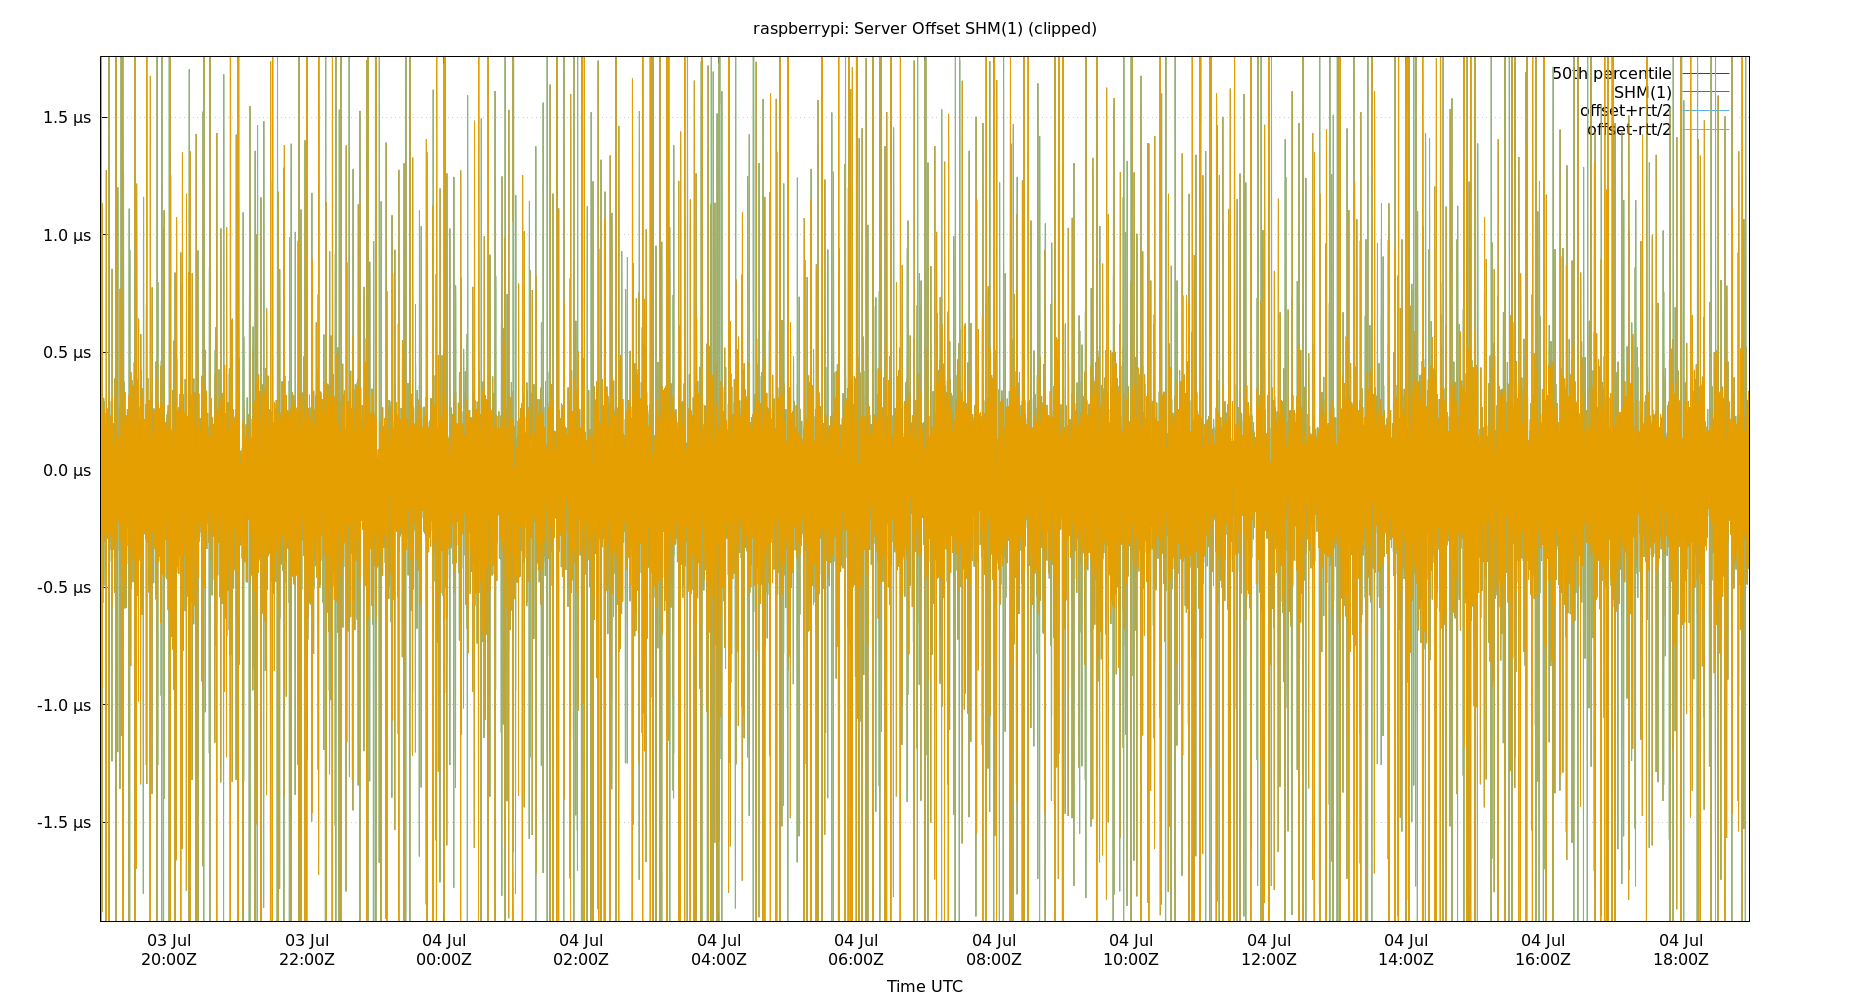 raspberrypi: Server Offset SHM(1) (clipped)
50th percentile
SHM(1)
offset+rtt/2
offset-rtt/2
1.5 µs
1.0 µs
0.5 µs
0.0 µs
-0.5 µs
-1.0 µs
-1.5 µs
03 Jul 03 Jul 04 Jul 04 Jul 04 Jul 04 Jul 04 Jul 04 Jul 04 Jul 04 Jul 04 Jul 04 Jul
20:00Z 22:00Z 00:00Z 02:00Z 04:00Z 06:00Z 08:00Z 10:00Z 12:00Z 14:00Z 16:00Z 18:00Z
Time UTC